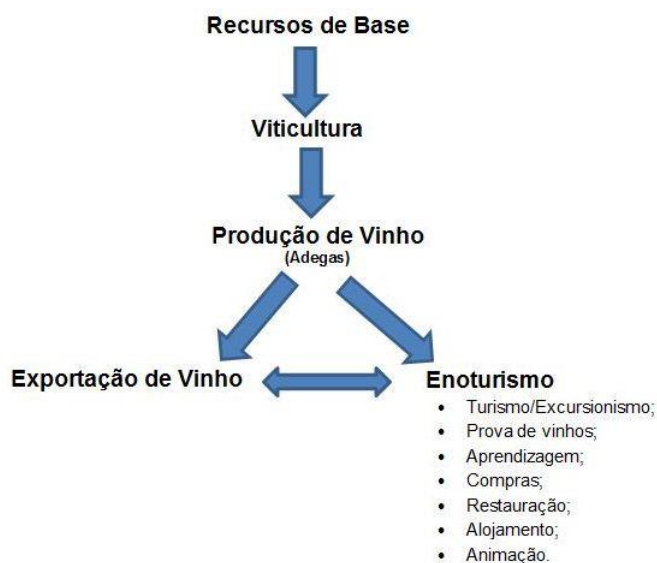 Recursos de Base
Viticultura
Produção de Vinho
(Adegas)
Exportação de Vinho
Enoturismo
• Turismo/Excursionismo;
• Prova de vinhos;
• Aprendizagem;
• Compras;
• Restauração;
• Alojamento;
• Animação.